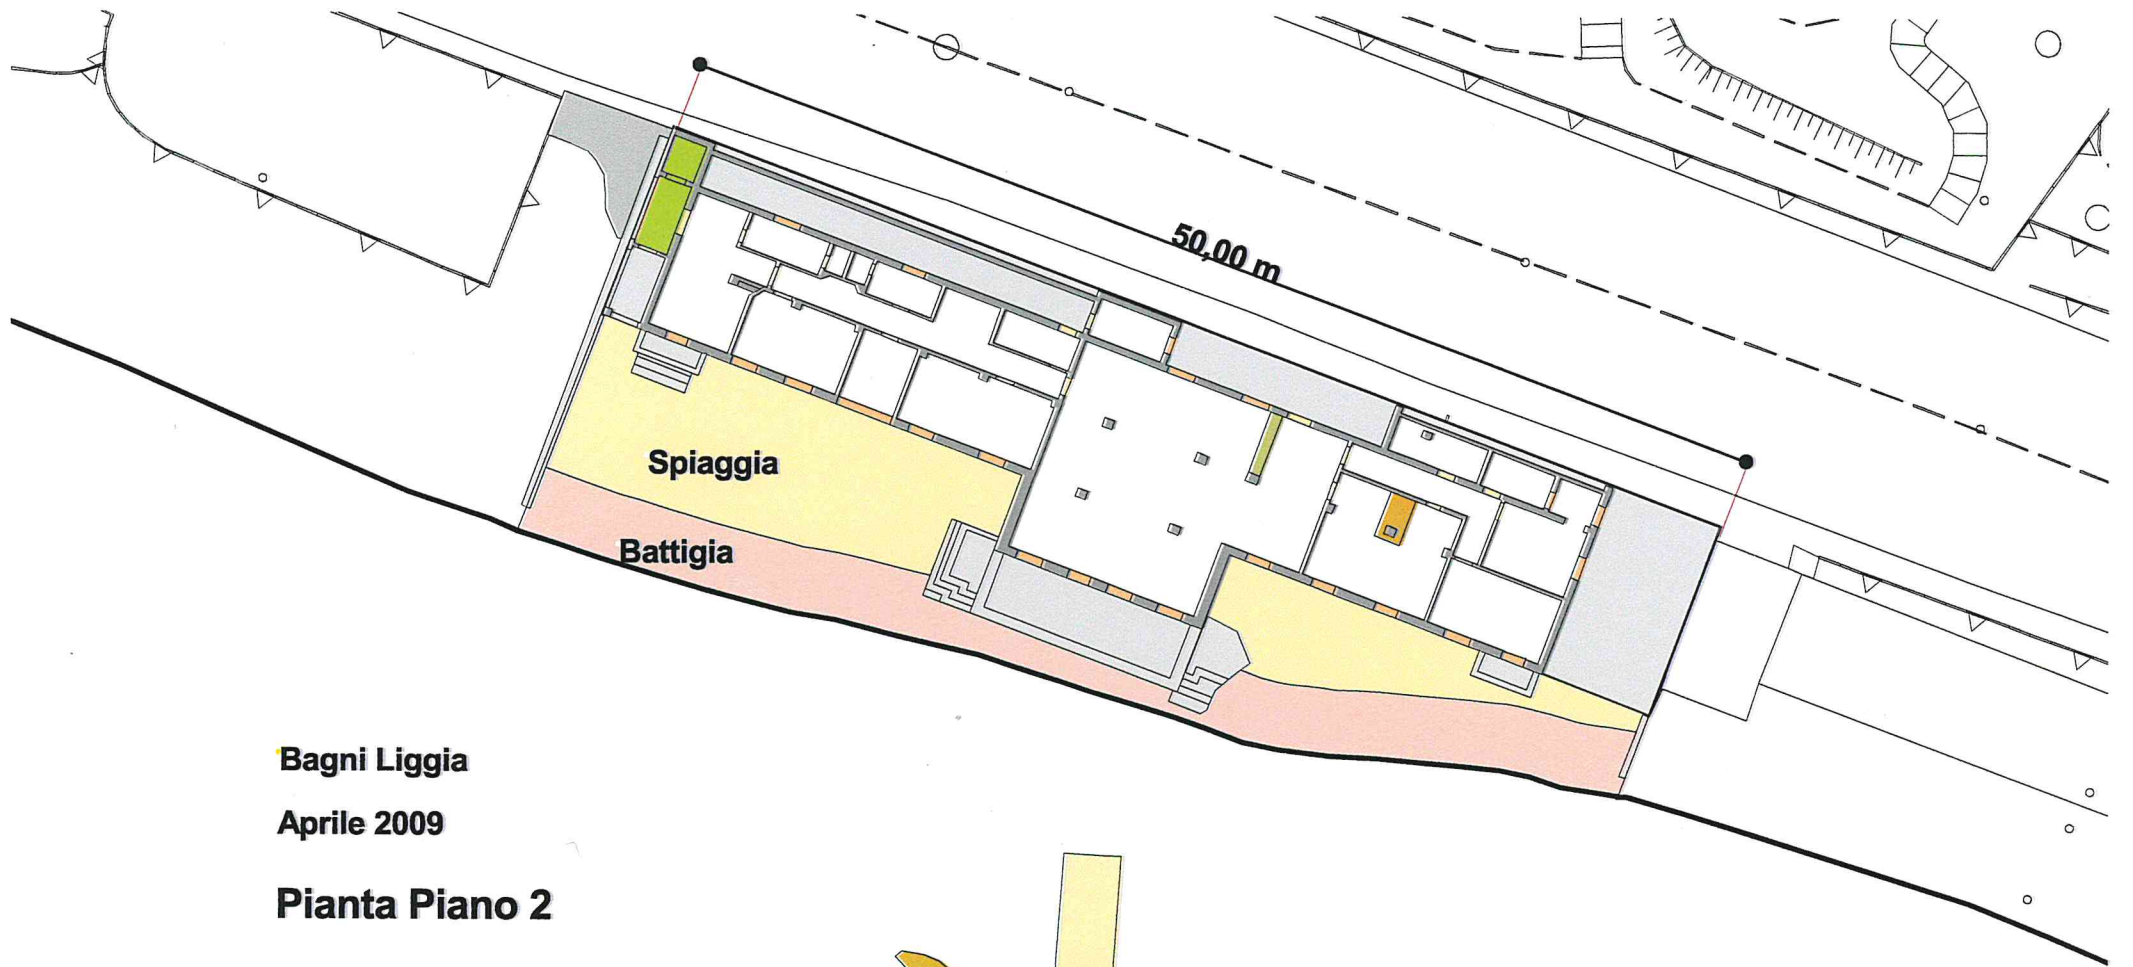 50,00 m
Spiaggia
Battigia
Bagni Liggia
Aprile 2009
Pianta Piano 2